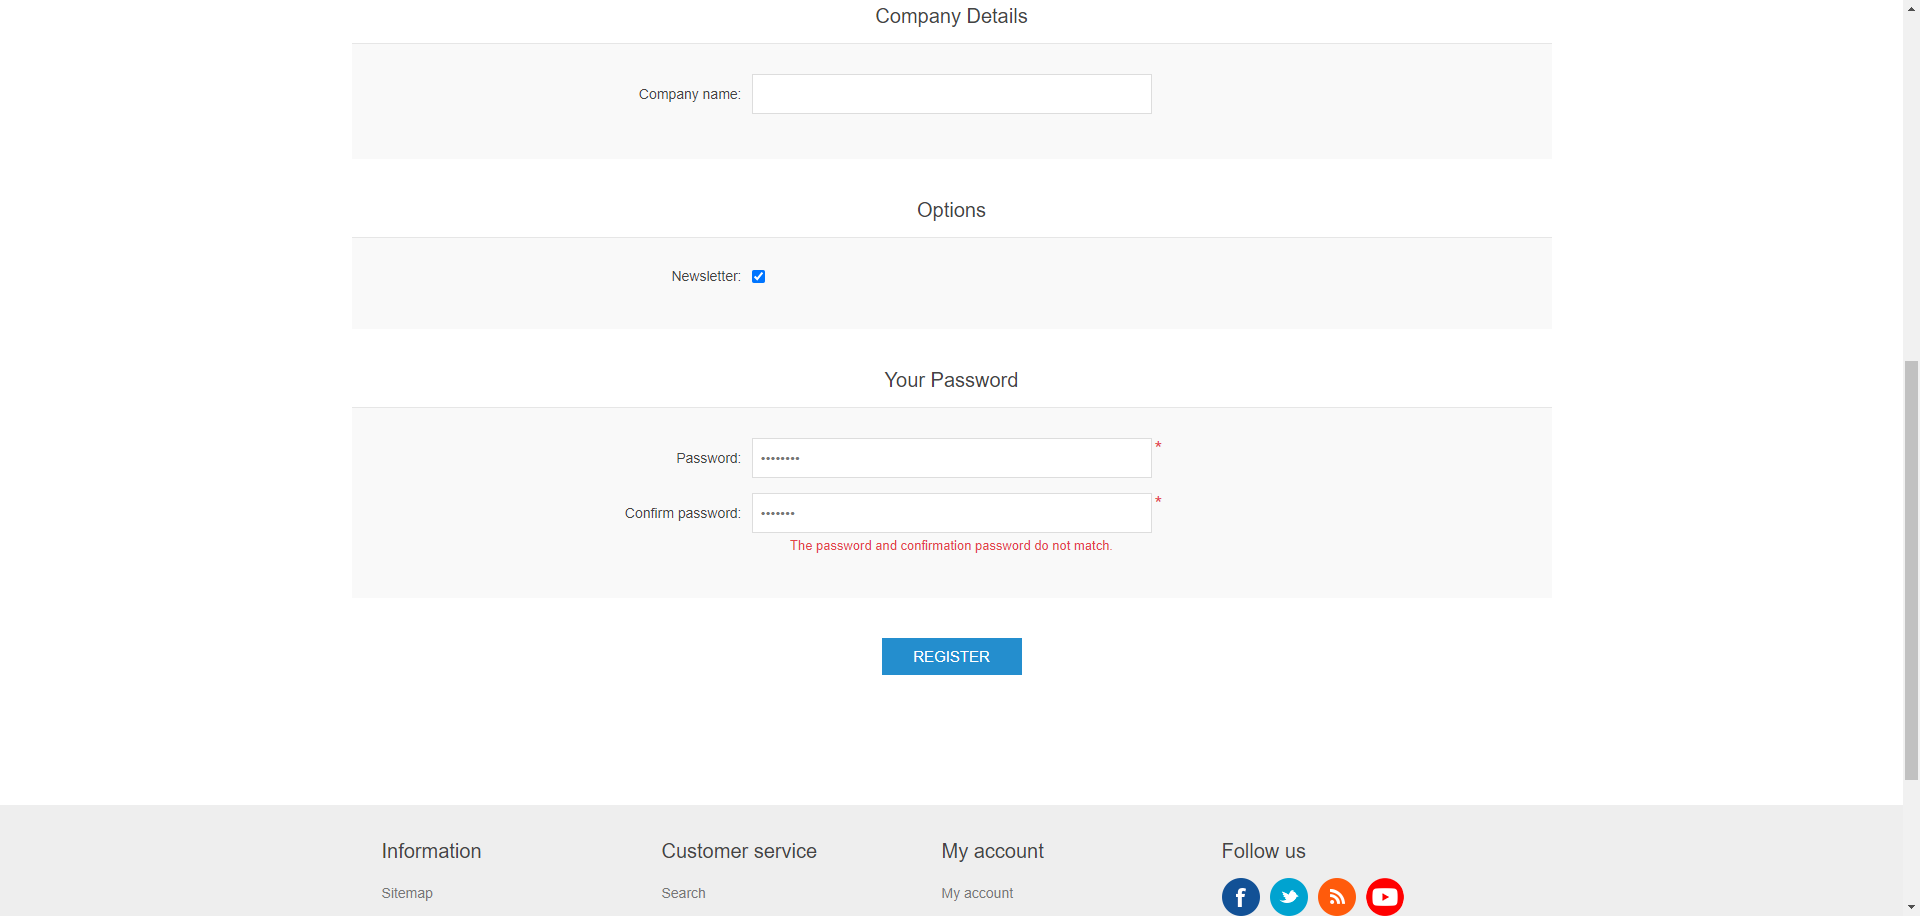 Company Details
Company name:
Options
Newsletter:
Your Password
Password: •••••••• *
Confirm password: ••••••• *
The password and confirmation password do not match.
REGISTER
Information
Customer service
My account
Follow us
Sitemap
Search
My account